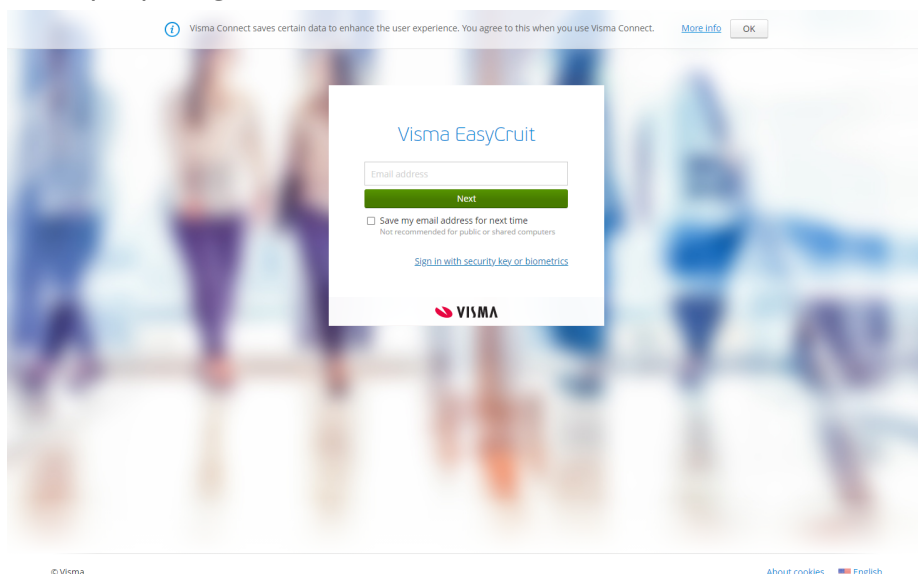 Visma Connect saves certain data to enhance the user experience. You agree to this when you use Visma Connect. More info OK
Visma EasyCruit
Email address
Next
Save my email address for next time
Not recommended for public or shared computers
Sign in with security key or biometrics
VISMA
© Visma About cookies English